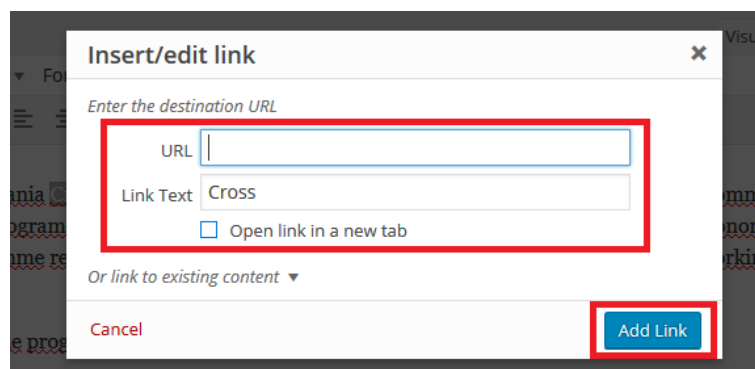 Visu
Insert/edit link ×
Enter the destination URL
URL
Link Text Cross
Open link in a new tab
Or link to existing content ▼
Cancel Add Link